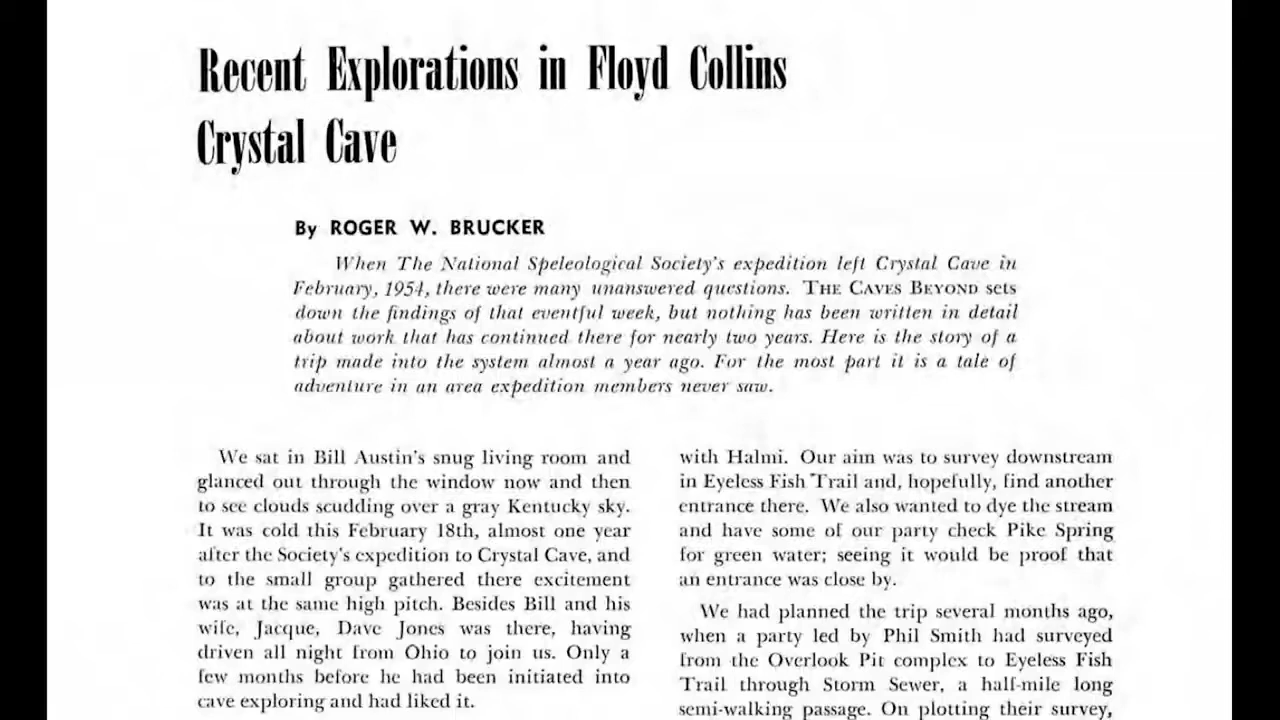 Recent Explorations in Floyd Collins
Crystal Cave
By ROGER W. BRUCKER
When The National Speleological Society's expedition left Crystal Cave in
February, 1954, there were many unanswered questions. THE CAVES BEYOND sets
down the findings of that eventful week, but nothing has been written in detail
about work that has continued there for nearly two years. Here is the story of a
trip made into the system almost a year ago. For the most part it is a tale of
adventure in an area expedition members never saw.
We sat in Bill Austin's snug living room and
glanced out through the window now and then
to see clouds scudding over a gray Kentucky sky.
It was cold this February 18th, almost one year
after the Society's expedition to Crystal Cave, and
to the small group gathered there excitement
was at the same high pitch. Besides Bill and his
wife, Jacque, Dave Jones was there, having
driven all night from Ohio to join us. Only a
few months before he had been initiated into
cave exploring and had liked it.
with Halmi. Our aim was to survey downstream
in Eyeless Fish Trail and, hopefully, find another
entrance there. We also wanted to dye the stream
and have some of our party check Pike Spring
for green water; seeing it would be proof that
an entrance was close by.
We had planned the trip several months ago,
when a party led by Phil Smith had surveyed
from the Overlook Pit complex to Eyeless Fish
Trail through Storm Sewer, a half-mile long
semi-walking passage. On plotting their survey,